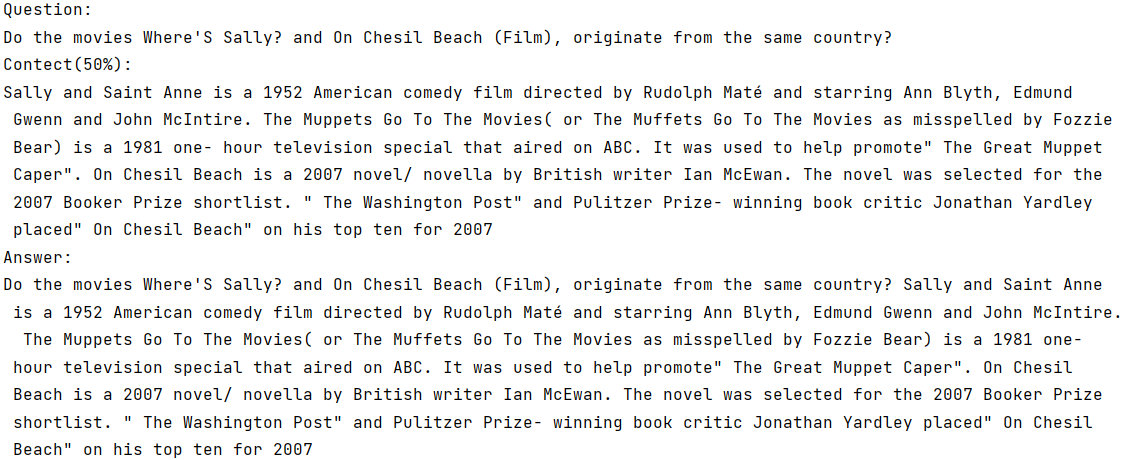 Question:
Do the movies Where'S Sally? and On Chesil Beach (Film), originate from the same country?
Contect(50%):
Sally and Saint Anne is a 1952 American comedy film directed by Rudolph Maté and starring Ann Blyth, Edmund
Gwenn and John McIntire. The Muppets Go To The Movies( or The Muffets Go To The Movies as misspelled by Fozzie
Bear) is a 1981 one- hour television special that aired on ABC. It was used to help promote" The Great Muppet
Caper". On Chesil Beach is a 2007 novel/ novella by British writer Ian McEwan. The novel was selected for the
2007 Booker Prize shortlist. " The Washington Post" and Pulitzer Prize- winning book critic Jonathan Yardley
placed" On Chesil Beach" on his top ten for 2007
Answer:
Do the movies Where'S Sally? and On Chesil Beach (Film), originate from the same country? Sally and Saint Anne
is a 1952 American comedy film directed by Rudolph Maté and starring Ann Blyth, Edmund Gwenn and John McIntire.
The Muppets Go To The Movies( or The Muffets Go To The Movies as misspelled by Fozzie Bear) is a 1981 one-
hour television special that aired on ABC. It was used to help promote" The Great Muppet Caper". On Chesil
Beach is a 2007 novel/ novella by British writer Ian McEwan. The novel was selected for the 2007 Booker Prize
shortlist. " The Washington Post" and Pulitzer Prize- winning book critic Jonathan Yardley placed" On Chesil
Beach" on his top ten for 2007